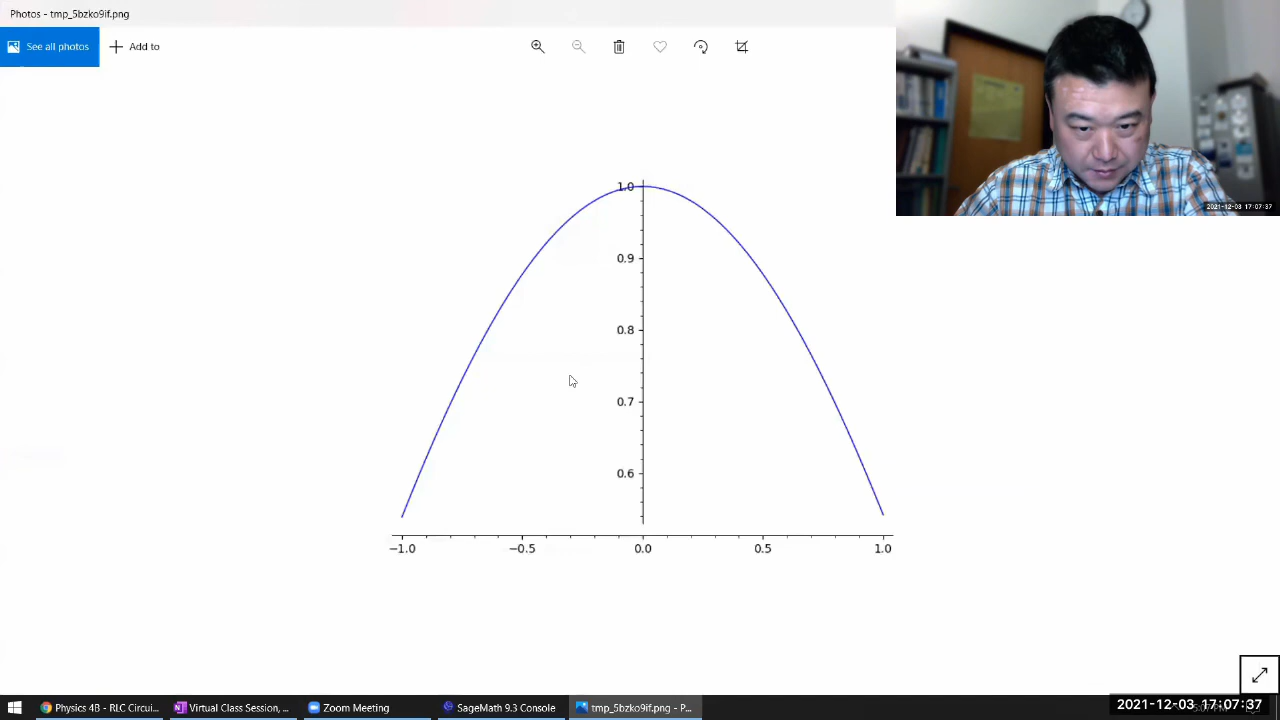 Photos - tmp_5bzko9if.png
See all photos
Add to
2021-12-03 17:07:37
1.0
0.9
0.8
0.7
0.6
−1.0
−0.5
0.0
0.5
1.0
Physics 4B - RLC Circui...
Virtual Class Session, ...
Zoom Meeting
SageMath 9.3 Console
tmp_5bzko9if.png - P...
2021-12-03 17:07:37